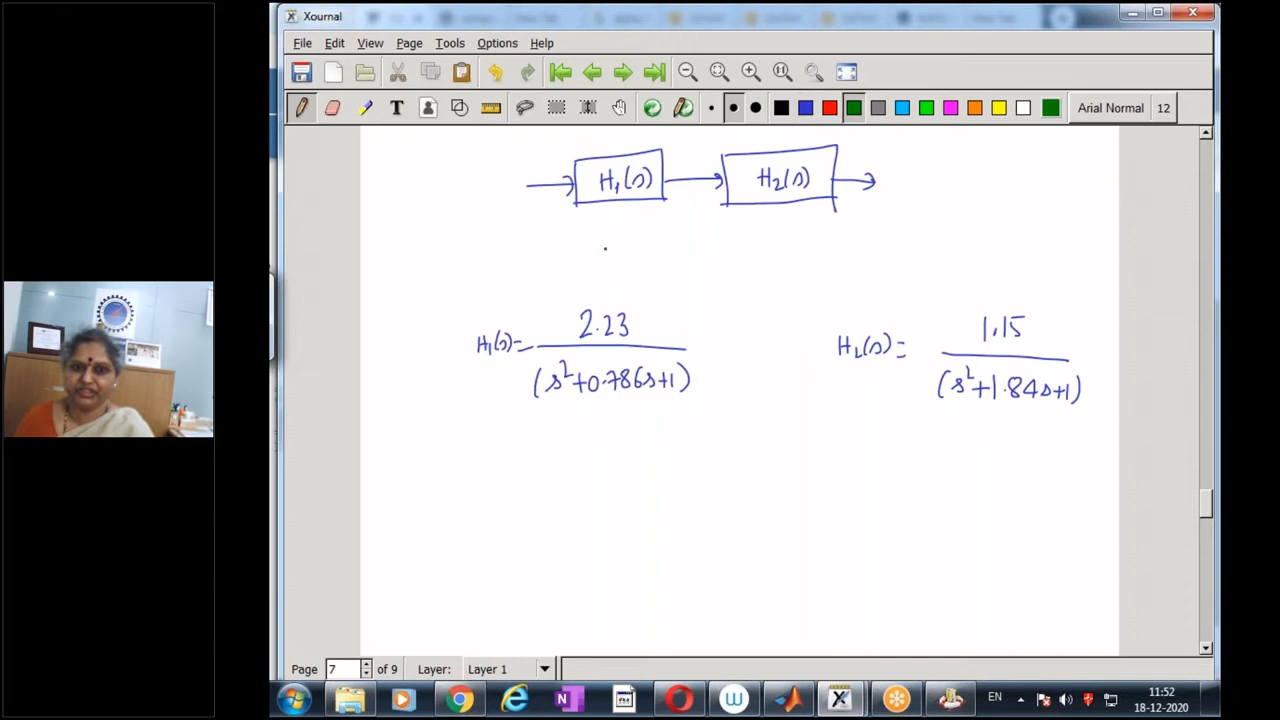 Xournal
File Edit View Page Tools Options Help
Arial Normal 12
H₁(s) H₂(s)
H₁(s)= 2.23 / (s²+0.786s+1)
H₂(s)= 1.15 / (s²+1.84s+1)
Page 7 of 9 Layer: Layer 1
EN 11:52
18-12-2020